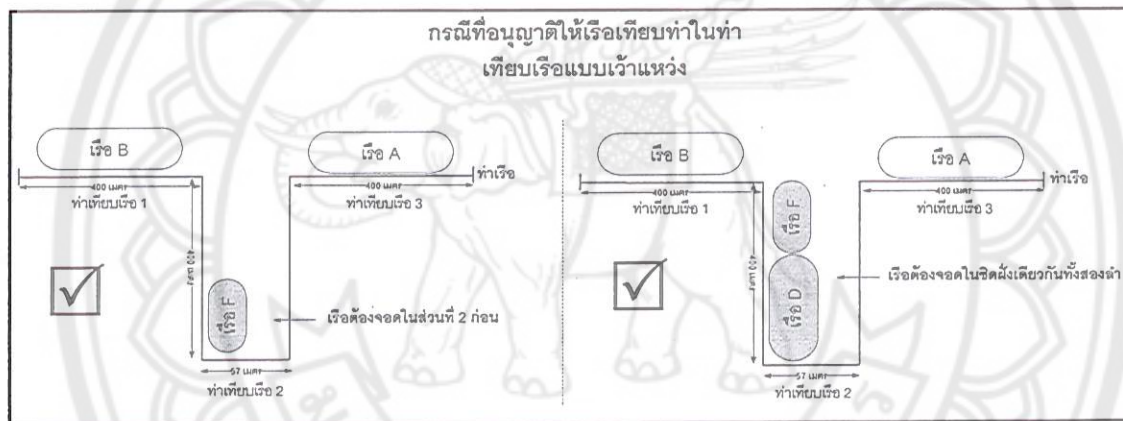 กรณีที่อนุญาติให้เรือเทียบท่าในท่า
เทียบเรือแบบเว้าแหว่ง
เรือ B
เรือ A
ท่าเรือ
400 เมตร
400 เมตร
ท่าเทียบเรือ 1
ท่าเทียบเรือ 3
400 เมตร
เรือ F
เรือต้องจอดในส่วนที่ 2 ก่อน
57 เมตร
ท่าเทียบเรือ 2
เรือ B
เรือ A
ท่าเรือ
400 เมตร
400 เมตร
ท่าเทียบเรือ 1
ท่าเทียบเรือ 3
เรือ F
400 เมตร
เรือต้องจอดในชิดฝั่งเดียวกันทั้งสองลำ
เรือ D
57 เมตร
ท่าเทียบเรือ 2